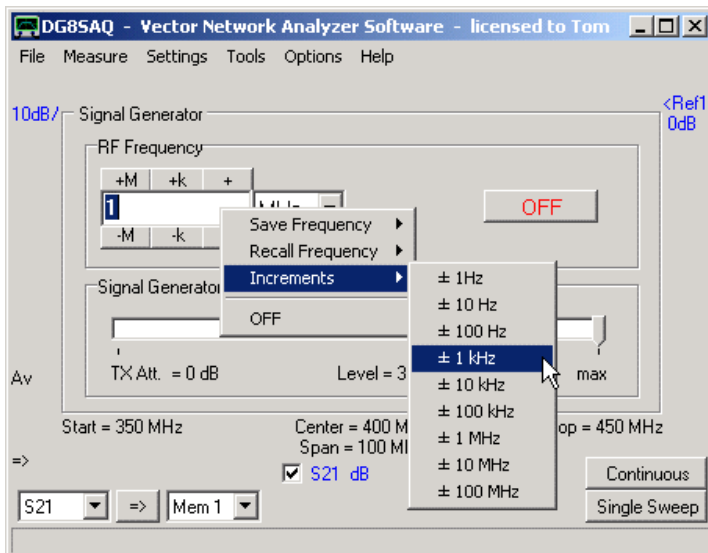 DG8SAQ - Vector Network Analyzer Software - licensed to Tom
File Measure Settings Tools Options Help
10dB/
<Ref1
0dB
Signal Generator
RF Frequency
+M +k +
1
MHz
OFF
-M -k
Save Frequency
Recall Frequency
Increments
OFF
± 1Hz
± 10 Hz
± 100 Hz
± 1 kHz
± 10 kHz
± 100 kHz
± 1 MHz
± 10 MHz
± 100 MHz
Signal Generator
TX Att. = 0 dB
Level = 3
max
Av
Start = 350 MHz
Center = 400 M
op = 450 MHz
Span = 100 M
=>
S21 dB
Continuous
S21
=>
Mem 1
Single Sweep